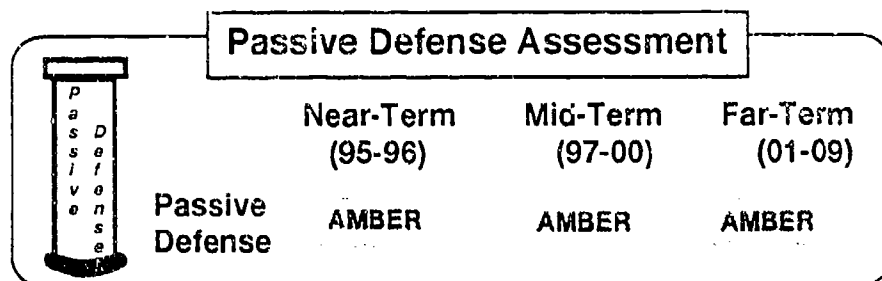 Passive Defense Assessment
Passive
Defense
Near-Term Mid-Term Far-Term
(95-96) (97-00) (01-09)
Passive
Defense
AMBER AMBER AMBER